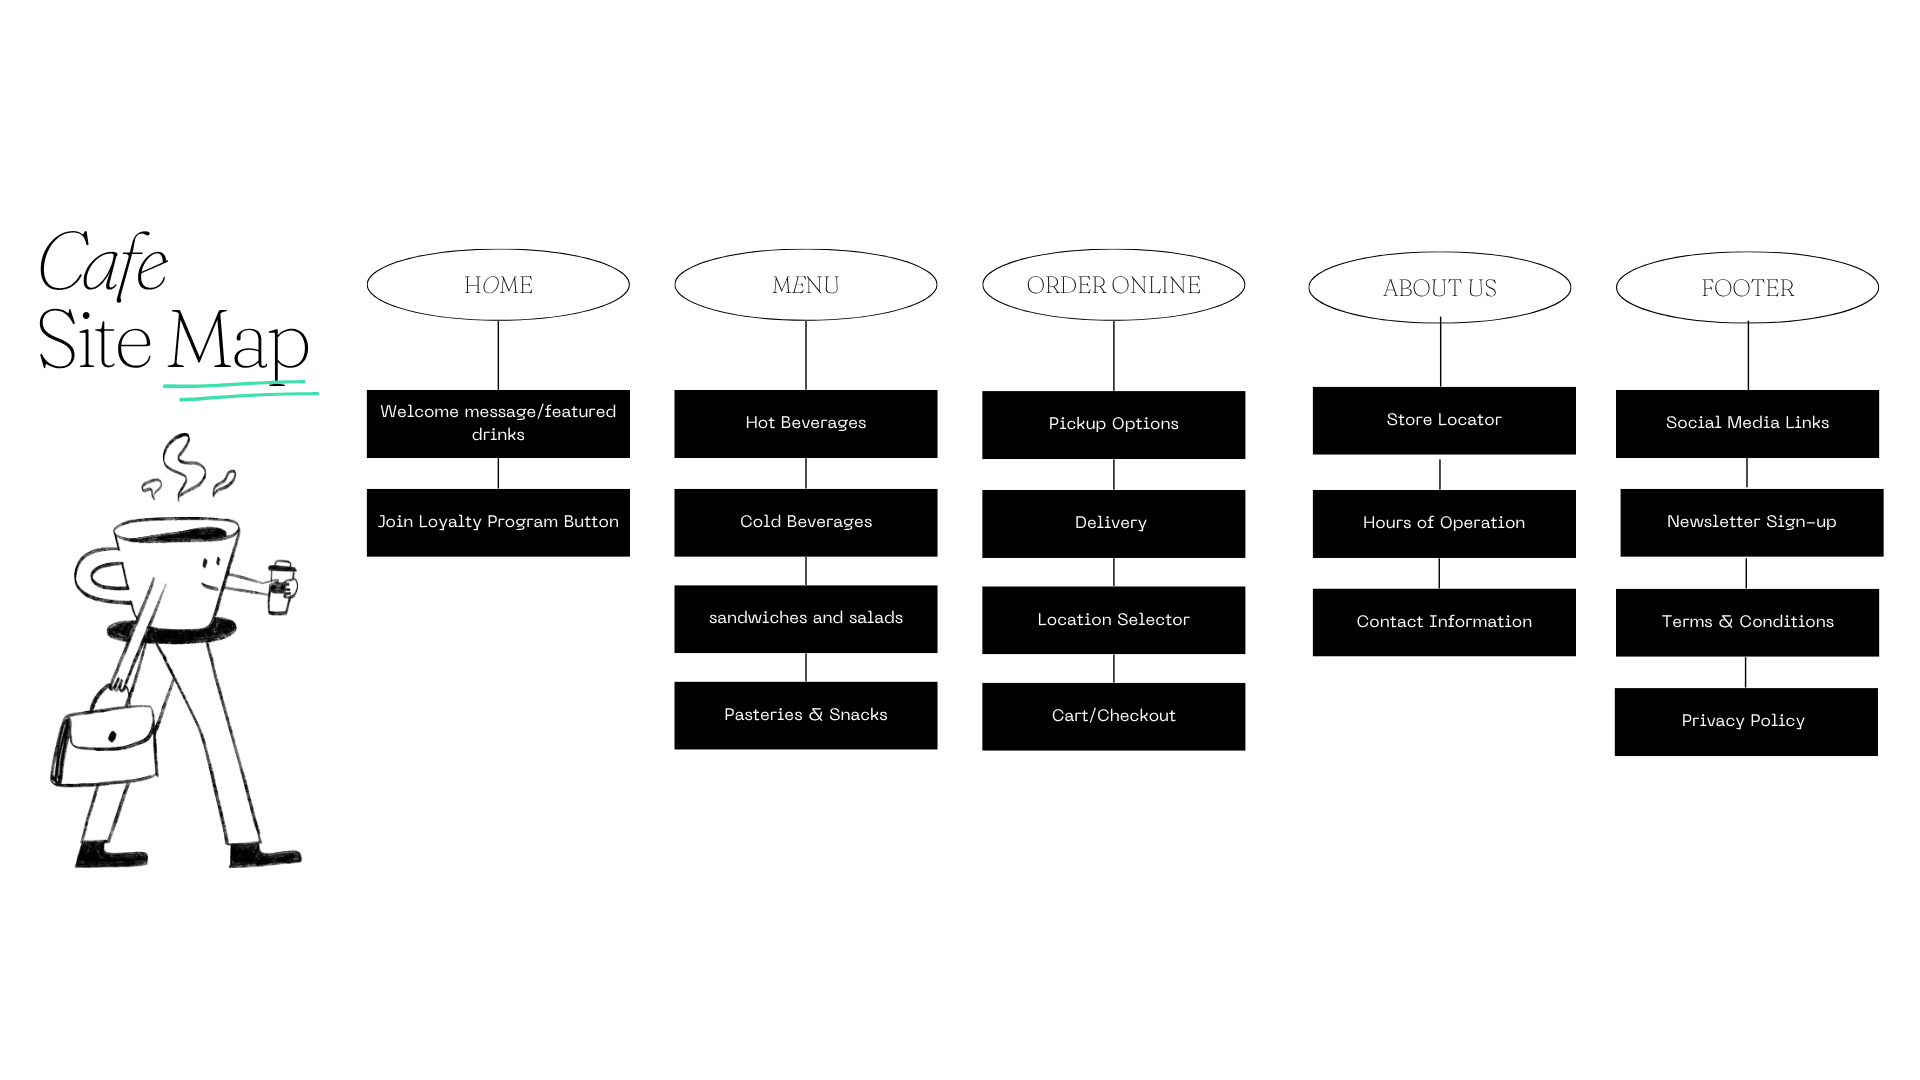 Cafe
Site Map
HOME
Welcome message/featured
drinks
Join Loyalty Program Button
MENU
Hot Beverages
Cold Beverages
sandwiches and salads
Pasteries & Snacks
ORDER ONLINE
Pickup Options
Delivery
Location Selector
Cart/Checkout
ABOUT US
Store Locator
Hours of Operation
Contact Information
FOOTER
Social Media Links
Newsletter Sign-up
Terms & Conditions
Privacy Policy